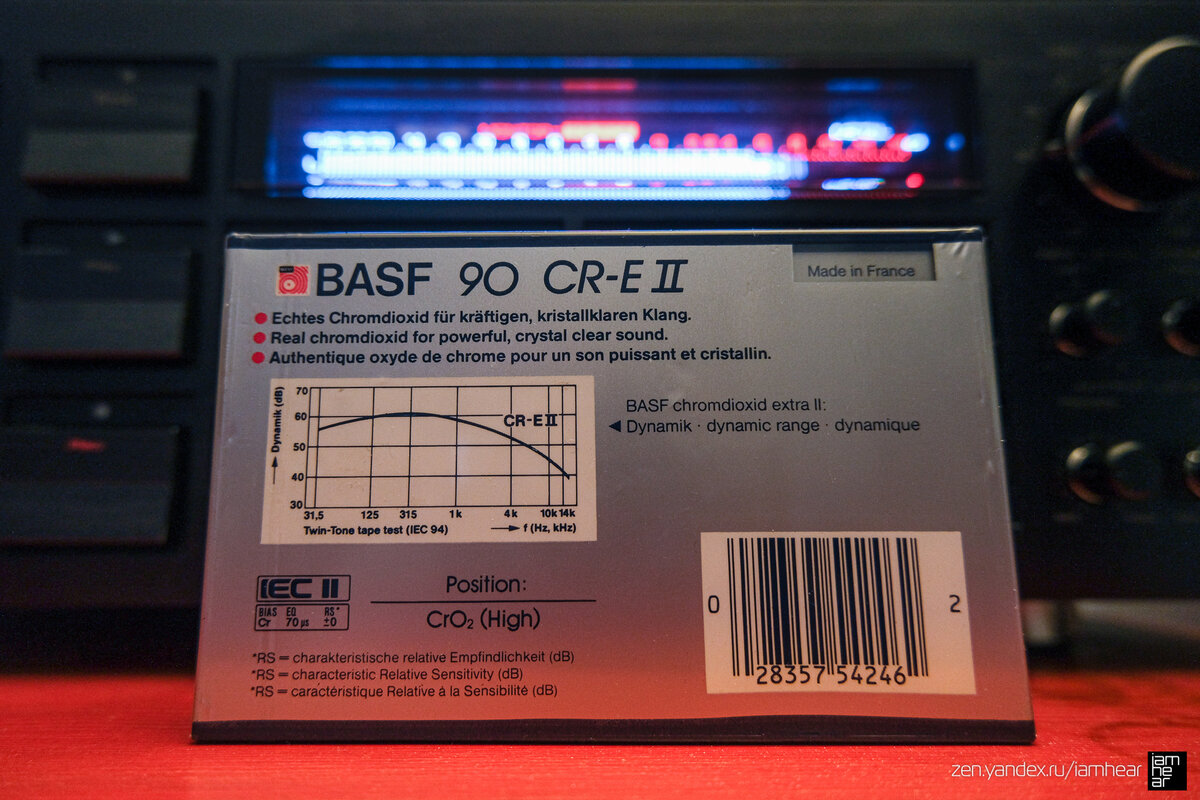 BASF 90 CR-E II
Made in France
Echtes Chromdioxid für kräftigen, kristallklaren Klang.
Real chromdioxid for powerful, crystal clear sound.
Authentique oxyde de chrome pour un son puissant et cristallin.
Dynamik (dB)
70
60
50
40
30
CR-E II
31,5 125 315 1k 4k 10k 14k
Twin-Tone tape test (IEC 94)
f (Hz, kHz)
BASF chromdioxid extra II:
◄ Dynamik · dynamic range · dynamique
IEC II
BIAS EQ RS*
Cr 70 µs ±0
Position:
CrO₂ (High)
*RS = charakteristische relative Empfindlichkeit (dB)
*RS = characteristic Relative Sensitivity (dB)
*RS = caractéristique Relative à la Sensibilité (dB)
0 28357 54246 2
zen.yandex.ru/iamhear
iam
he
ar